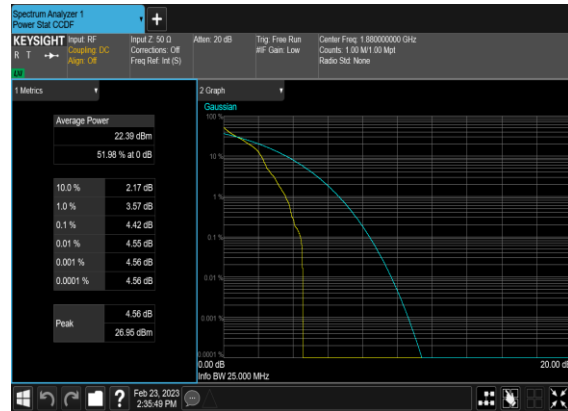 Spectrum Analyzer 1
Power Stat CCDF
+
KEYSIGHT
R T
LXI
Input: RF
Coupling: DC
Align: Off
Input Z: 50 Ω
Corrections: Off
Freq Ref: Int (S)
Atten: 20 dB
Trig: Free Run
#IF Gain: Low
Center Freq: 1.880000000 GHz
Counts: 1.00 M/1.00 Mpt
Radio Std: None
1 Metrics
Average Power
22.39 dBm
51.98 % at 0 dB
10.0 % 2.17 dB
1.0 % 3.57 dB
0.1 % 4.42 dB
0.01 % 4.55 dB
0.001 % 4.56 dB
0.0001 % 4.56 dB
Peak
4.56 dB
26.95 dBm
2 Graph
Gaussian
100 %
10 %
1 %
0.1 %
0.01 %
0.001 %
0.0001 %
0.00 dB
20.00 dB
Info BW 25.000 MHz
?
Feb 23, 2023
2:35:49 PM